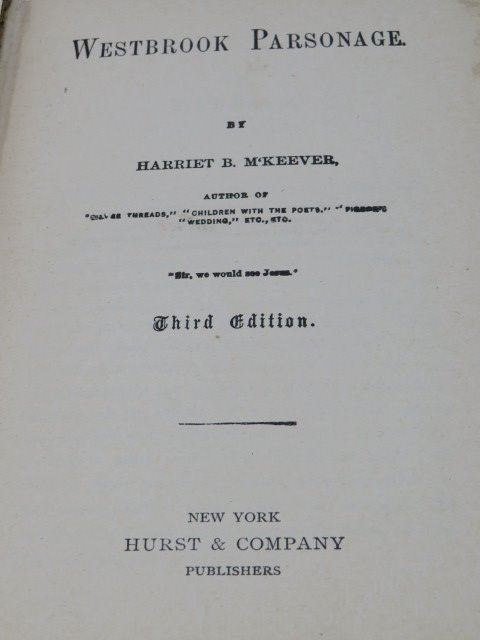 WESTBROOK PARSONAGE.
BY
HARRIET B. M'KEEVER,
AUTHOR OF
THREADS," "CHILDREN WITH THE POETS,"
"WEDDING," ETC., ETC.
"Sir, we would see Jesus."
Third Edition.
NEW YORK
HURST & COMPANY
PUBLISHERS